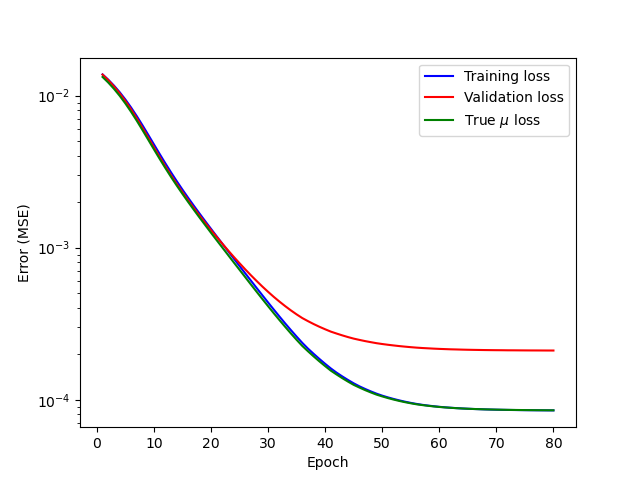 Training loss
Validation loss
True μ loss
Error (MSE)
10⁻²
10⁻³
10⁻⁴
0 10 20 30 40 50 60 70 80
Epoch